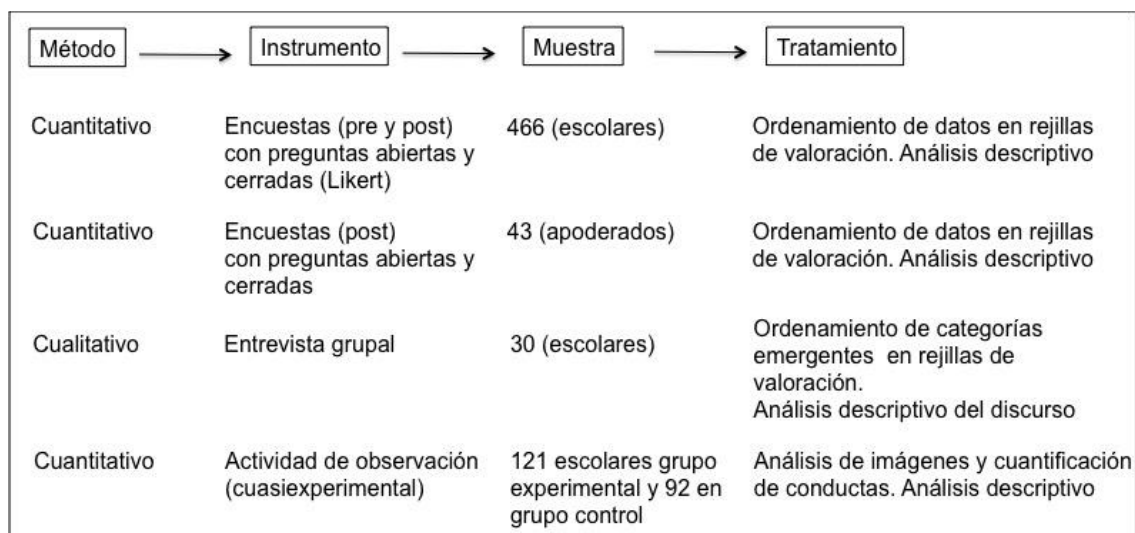 Método Instrumento Muestra Tratamiento
Cuantitativo
Encuestas (pre y post)
con preguntas abiertas y
cerradas (Likert)
466 (escolares)
Ordenamiento de datos en rejillas
de valoración. Análisis descriptivo
Cuantitativo
Encuestas (post)
con preguntas abiertas y
cerradas
43 (apoderados)
Ordenamiento de datos en rejillas
de valoración. Análisis descriptivo
Cualitativo
Entrevista grupal
30 (escolares)
Ordenamiento de categorías
emergentes en rejillas de
valoración.
Análisis descriptivo del discurso
Cuantitativo
Actividad de observación
(cuasiexperimental)
121 escolares grupo
experimental y 92 en
grupo control
Análisis de imágenes y cuantificación
de conductas. Análisis descriptivo